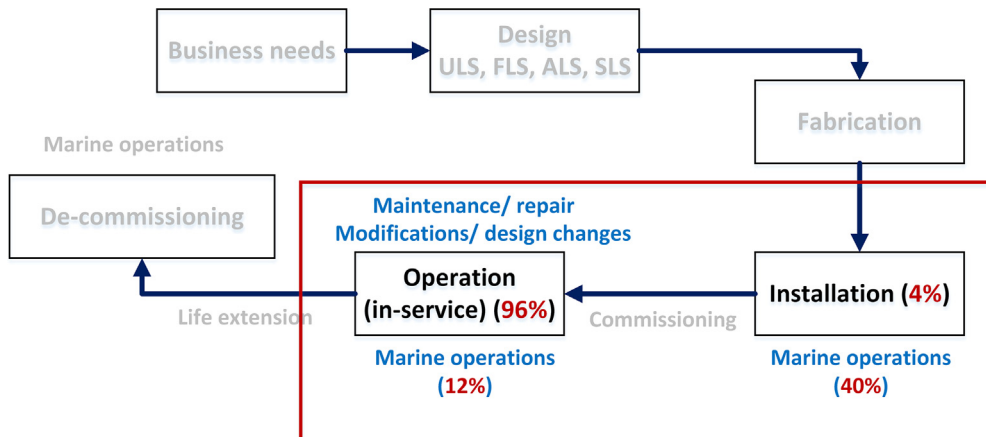 Business needs
Design
ULS, FLS, ALS, SLS
Fabrication
Marine operations
De-commissioning
Maintenance/ repair
Modifications/ design changes
Operation
(in-service) (96%)
Installation (4%)
Life extension
Commissioning
Marine operations
(12%)
Marine operations
(40%)